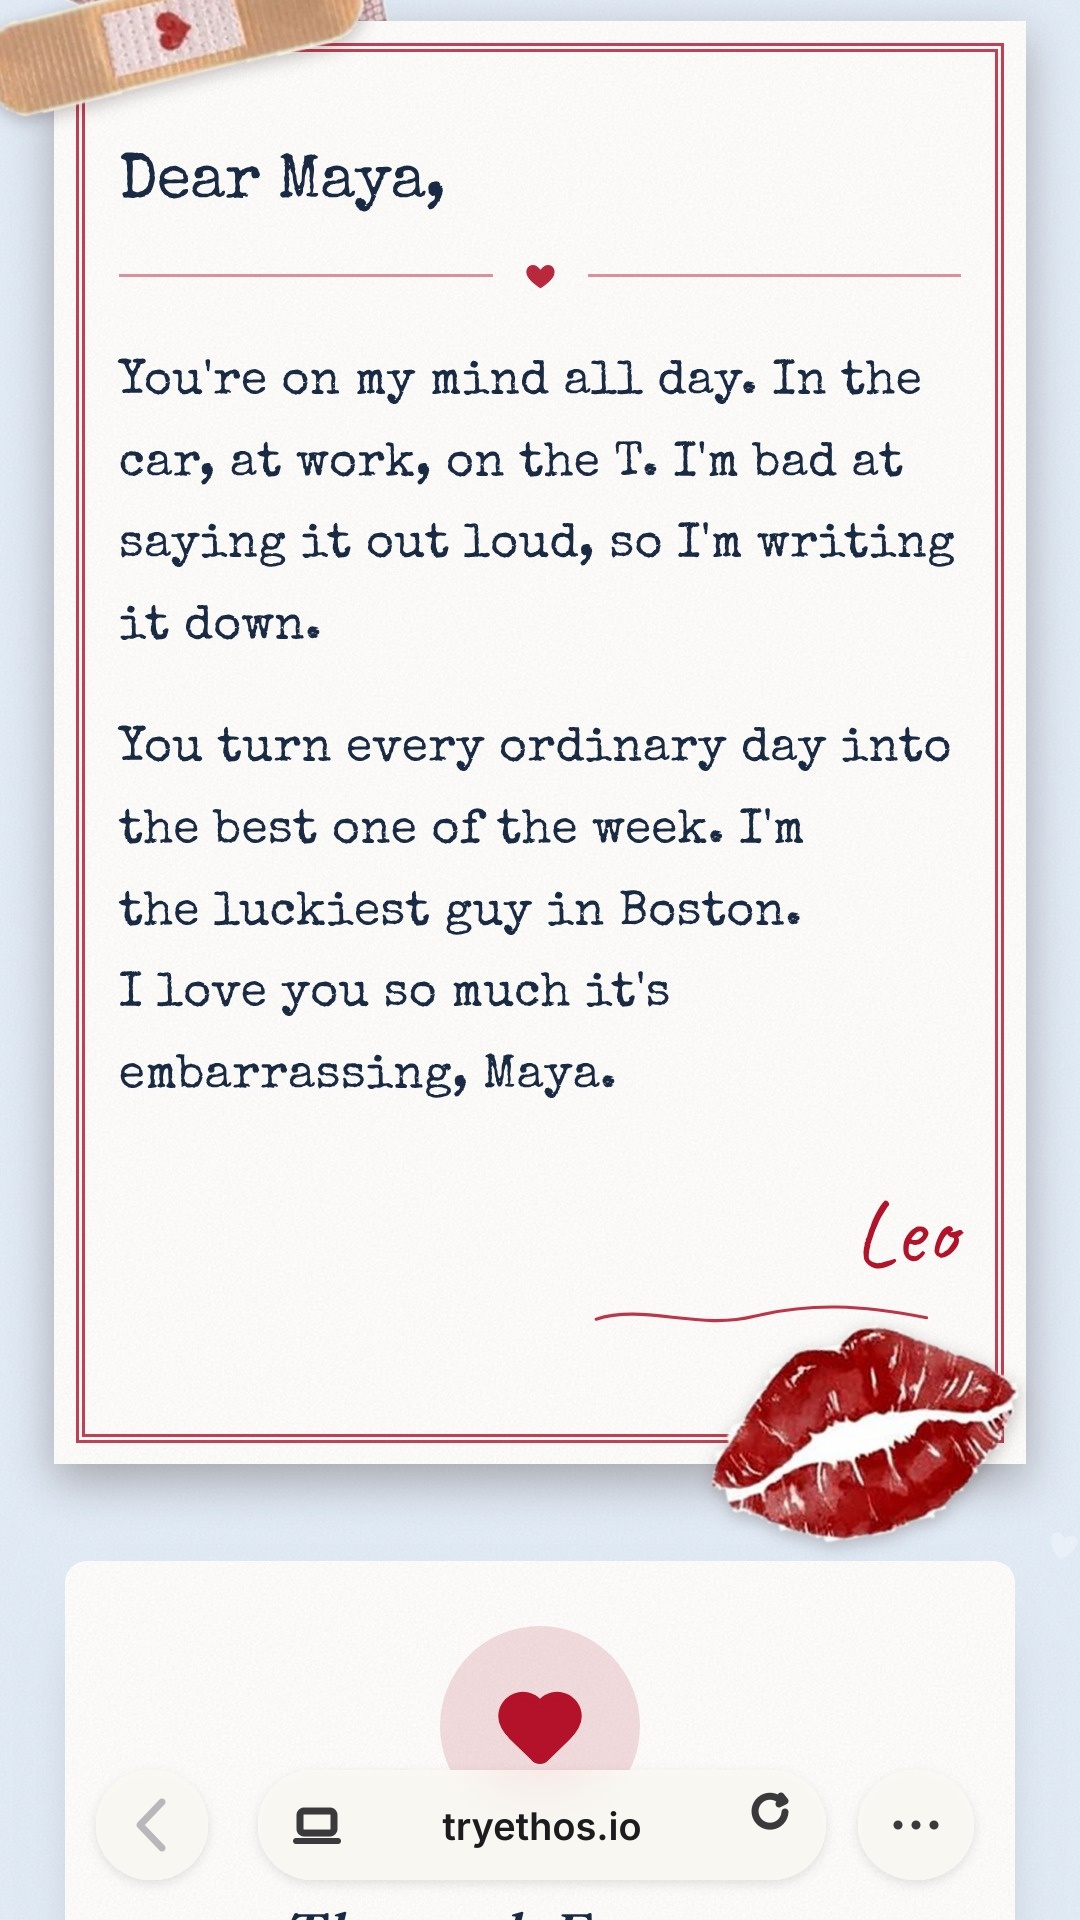 Dear Maya,
You're on my mind all day. In the
car, at work, on the T. I'm bad at
saying it out loud, so I'm writing
it down.
You turn every ordinary day into
the best one of the week. I'm
the luckiest guy in Boston.
I love you so much it's
embarrassing, Maya.
Leo
tryethos.io